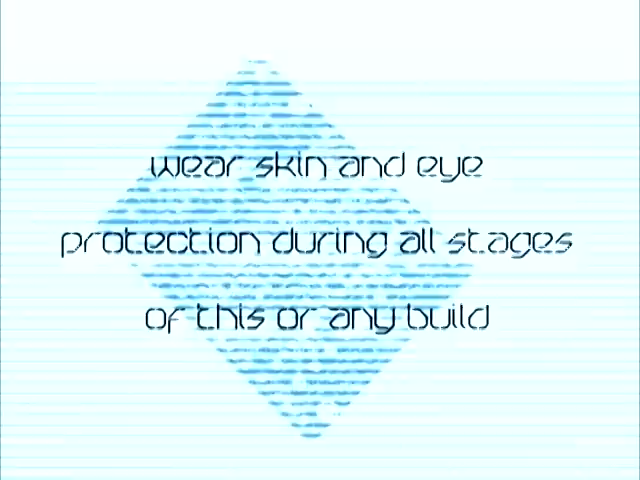 wear skin and eye
protection during all stages
of this or any build